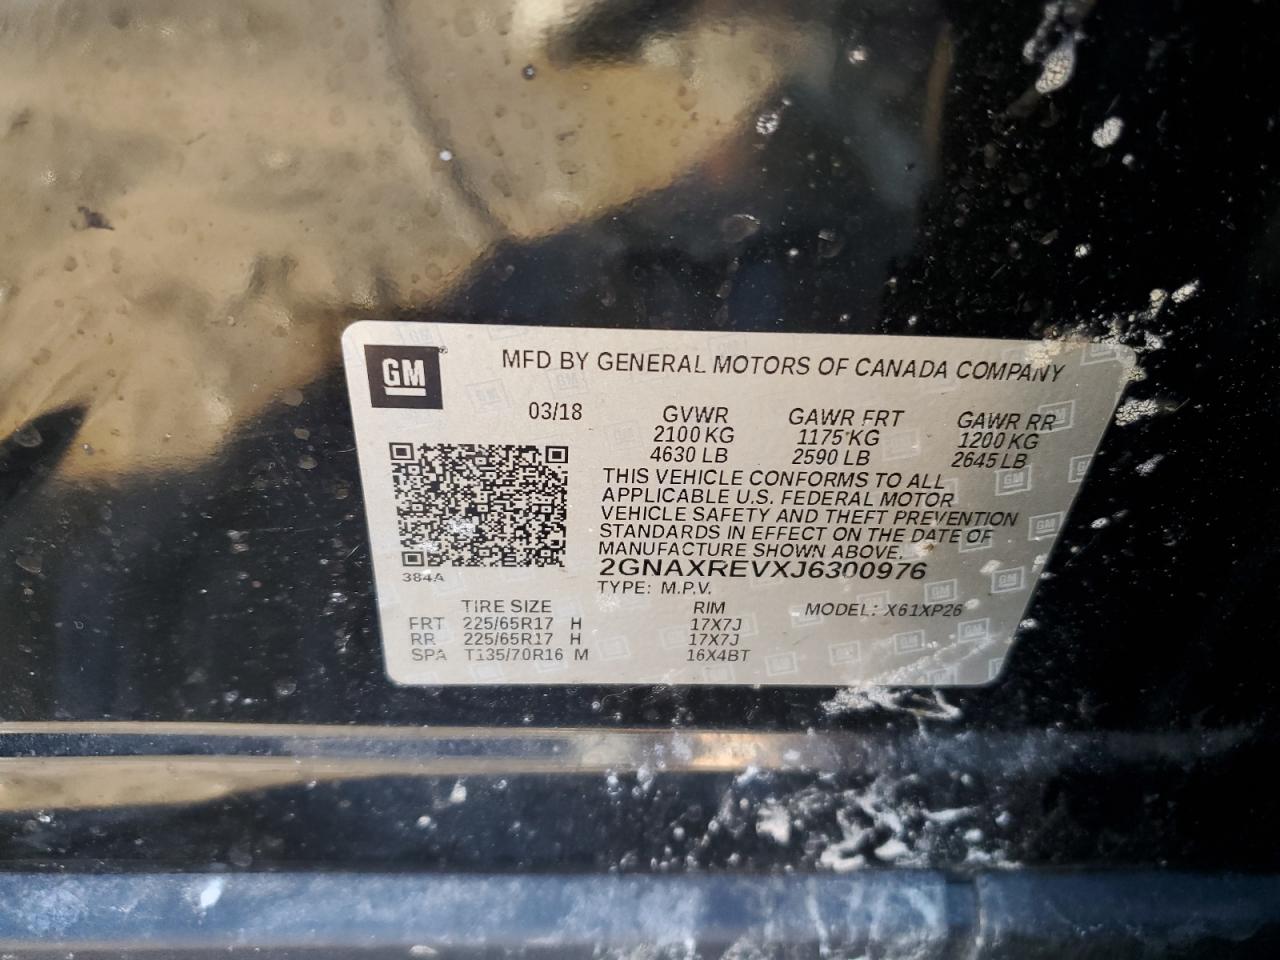 GM
MFD BY GENERAL MOTORS OF CANADA COMPANY
03/18 GVWR GAWR FRT GAWR RR
2100 KG 1175 KG 1200 KG
4630 LB 2590 LB 2645 LB
THIS VEHICLE CONFORMS TO ALL
APPLICABLE U.S. FEDERAL MOTOR
VEHICLE SAFETY AND THEFT PREVENTION
STANDARDS IN EFFECT ON THE DATE OF
MANUFACTURE SHOWN ABOVE.
2GNAXREVXJ6300976
384A
TYPE: M.P.V.
TIRE SIZE RIM MODEL: X61XP26
FRT 225/65R17 H 17X7J
RR 225/65R17 H 17X7J
SPA T135/70R16 M 16X4BT